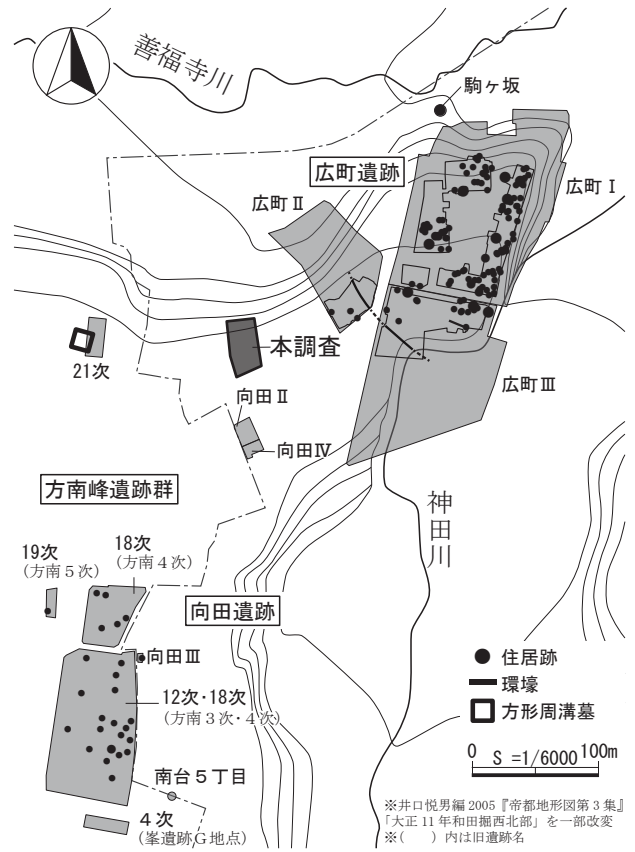 善福寺川
駒ヶ坂
広町遺跡
広町Ⅰ
広町Ⅱ
本調査
21次
広町Ⅲ
向田Ⅱ
向田Ⅳ
方南峰遺跡群
神田川
19次
(方南５次)
18次
(方南４次)
向田遺跡
向田Ⅲ
12次・18次
(方南３次・４次)
南台５丁目
４次
(峯遺跡Ｇ地点)
住居跡
環壕
方形周溝墓
0 S =1/6000 100m
※井口悦男編 2005『帝都地形図第３集』
「大正 11 年和田堀西北部」を一部改変
※(　　) 内は旧遺跡名